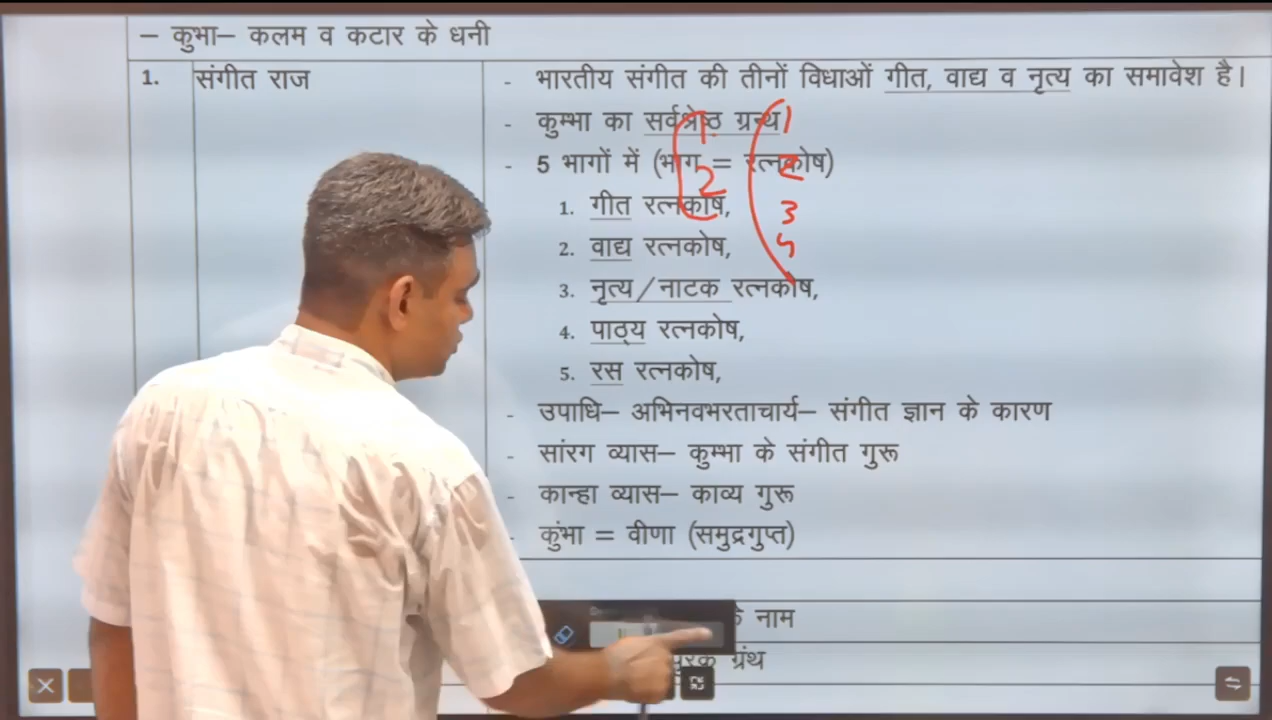 – कुभा– कलम व कटार के धनी
1. संगीत राज
- भारतीय संगीत की तीनों विधाओं गीत, वाद्य व नृत्य का समावेश है।
- कुम्भा का सर्वश्रेष्ठ ग्रन्थ
- 5 भागों में (भाग = रत्नकोष)
1. गीत रत्नकोष,
2. वाद्य रत्नकोष,
3. नृत्य/नाटक रत्नकोष,
4. पाठ्य रत्नकोष,
5. रस रत्नकोष,
- उपाधि– अभिनवभरताचार्य– संगीत ज्ञान के कारण
- सांरग व्यास– कुम्भा के संगीत गुरू
- कान्हा व्यास– काव्य गुरू
- कुंभा = वीणा (समुद्रगुप्त)
नाम
ग्रंथ
1
2
1
2
3
4